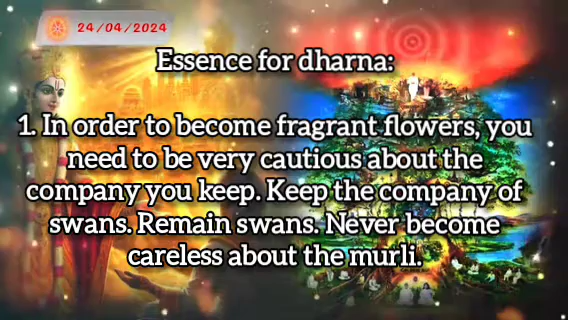 24/04/2024
Essence for dharna:
1. In order to become fragrant flowers, you
need to be very cautious about the
company you keep. Keep the company of
swans. Remain swans. Never become
careless about the murli.